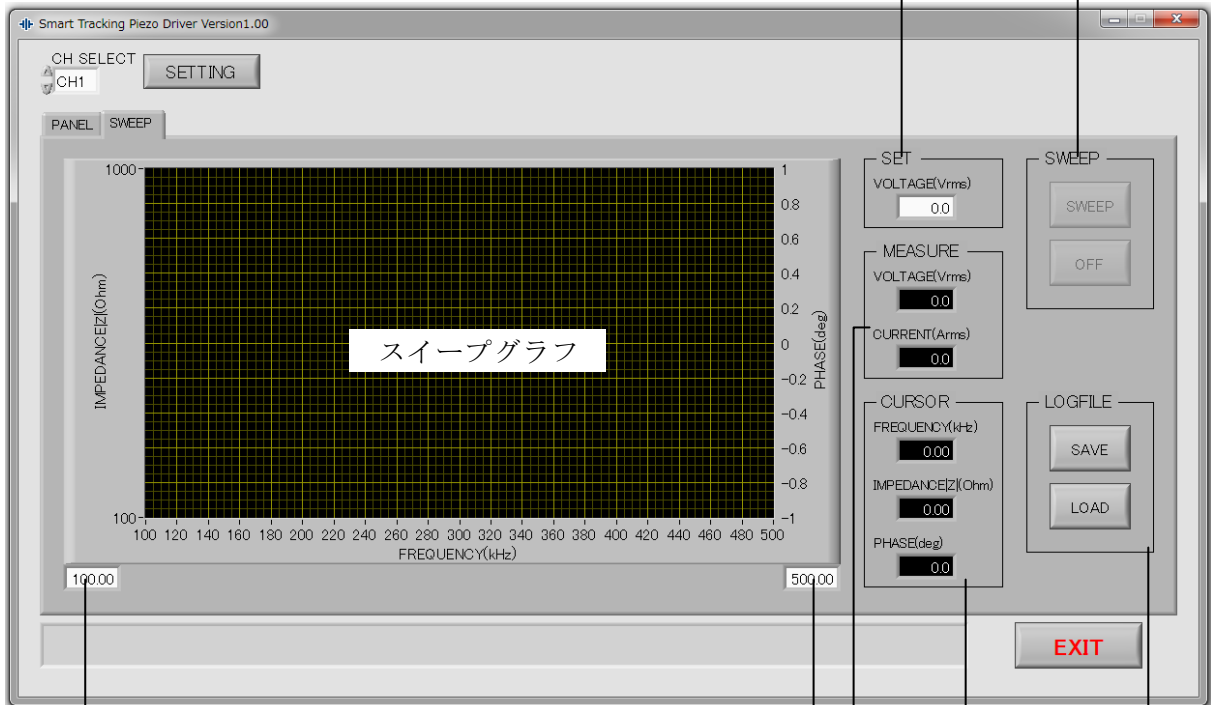 Smart Tracking Piezo Driver Version1.00
CH SELECT
CH1
SETTING
PANEL
SWEEP
1000
100
IMPEDANCE|Z|(Ohm)
スイープグラフ
1
0.8
0.6
0.4
0.2
0
-0.2
-0.4
-0.6
-0.8
-1
PHASE(deg)
100 120 140 160 180 200 220 240 260 280 300 320 340 360 380 400 420 440 460 480 500
FREQUENCY(kHz)
100.00
500.00
SET
VOLTAGE(Vrms)
0.0
MEASURE
VOLTAGE(Vrms)
0.0
CURRENT(Arms)
0.0
CURSOR
FREQUENCY(kHz)
0.00
IMPEDANCE|Z|(Ohm)
0.00
PHASE(deg)
0.0
SWEEP
SWEEP
OFF
LOGFILE
SAVE
LOAD
EXIT